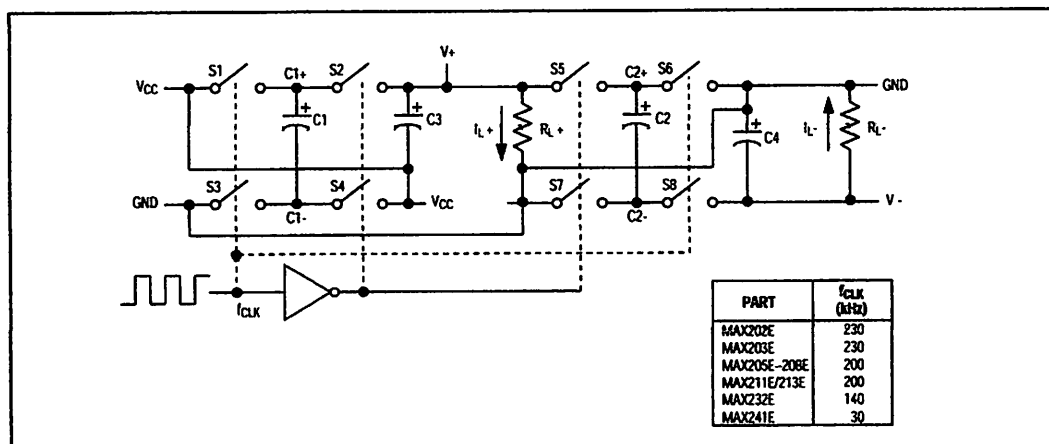 V+
S1 C1+ S2 S5 C2+ S6
VCC GND
+ C1 + C3 iL+ RL+ + C2 + C4 iL- RL-
S3 S4 S7 S8
GND C1- VCC C2- V-
fCLK
PART fCLK (kHz)
MAX202E 230
MAX203E 230
MAX205E–208E 200
MAX211E/213E 200
MAX232E 140
MAX241E 30